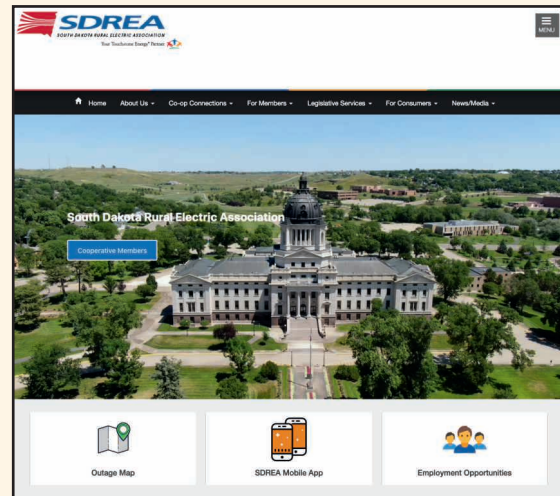 SDREA
SOUTH DAKOTA RURAL ELECTRIC ASSOCIATION
Your Touchstone Energy® Partner
MENU
Home About Us Co-op Connections For Members Legislative Services For Consumers News/Media
South Dakota Rural Electric Association
Cooperative Members
Outage Map SDREA Mobile App Employment Opportunities